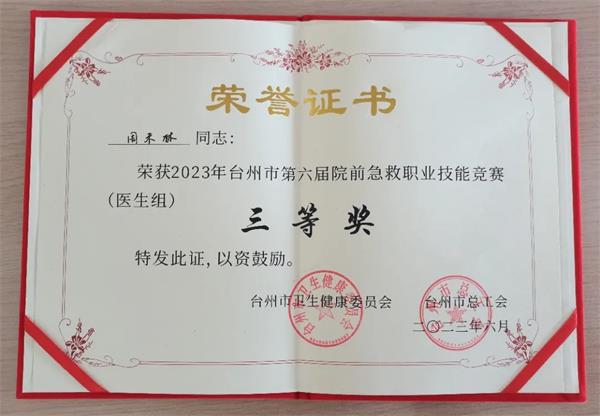 荣誉证书
同志：
荣获2023年台州市第六届院前急救职业技能竞赛
(医生组)
三等奖
特发此证，以资鼓励。
台州市卫生健康委员会 台州市总工会
二〇二三年六月